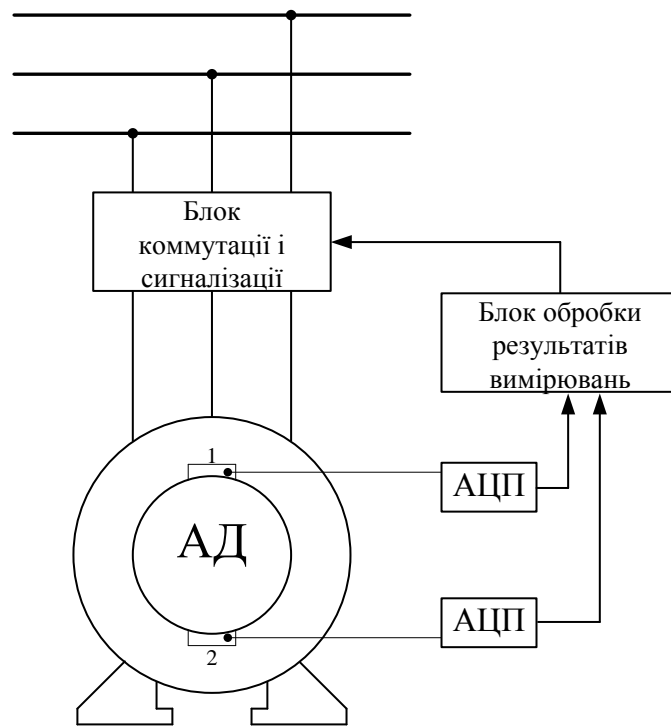 Блок
коммутації і
сигналізації
Блок обробки
результатів
вимірювань
1
АЦП
АД
АЦП
2